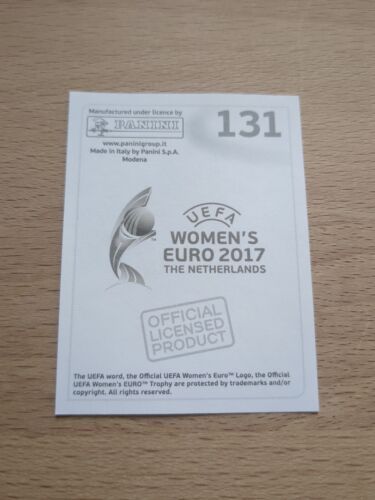 Manufactured under licence by
PANINI
131
www.paninigroup.it
Made in Italy by Panini S.p.A.
Modena
UEFA
WOMEN'S
EURO 2017
THE NETHERLANDS
OFFICIAL
LICENSED
PRODUCT
The UEFA word, the Official UEFA Women's Euro™ Logo, the Official
UEFA Women's EURO™ Trophy are protected by trademarks and/or
copyright. All rights reserved.